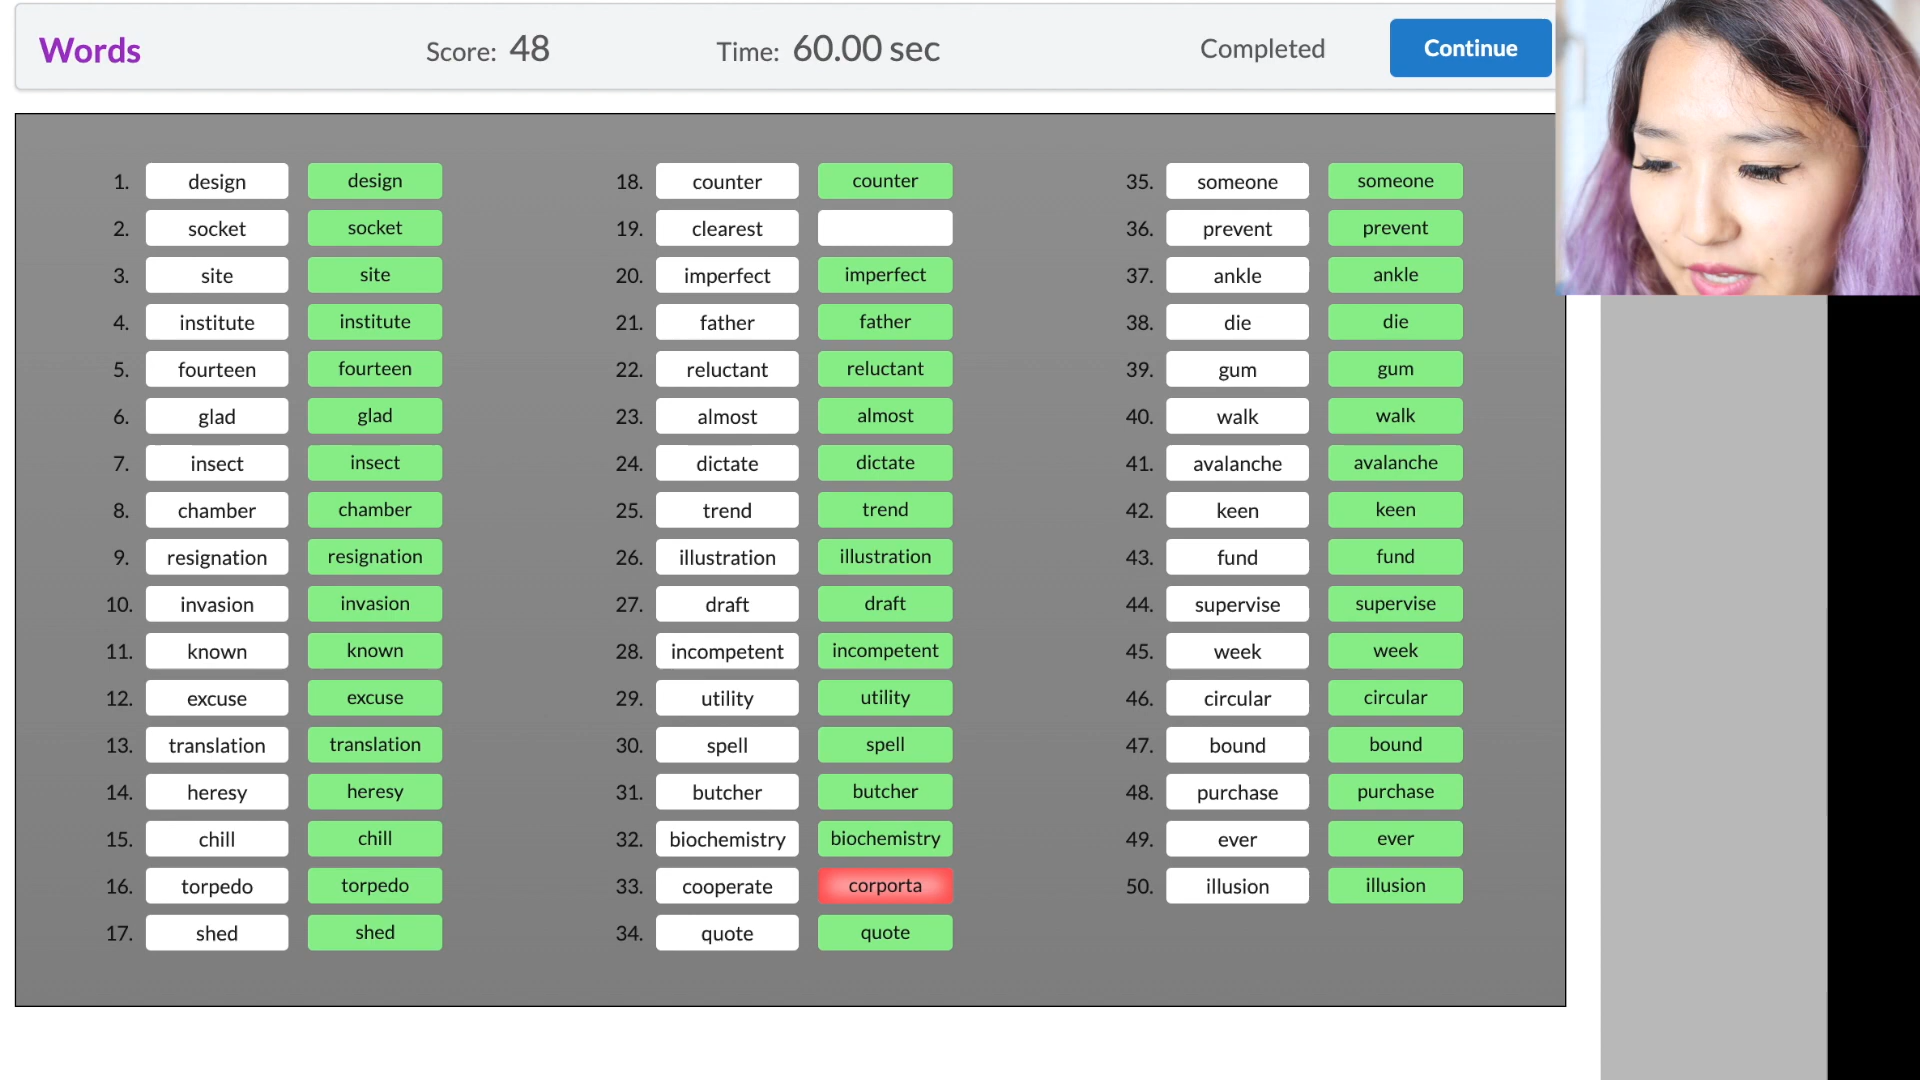 Words Score: 48 Time: 60.00 sec Completed Continue
1. design design
2. socket socket
3. site site
4. institute institute
5. fourteen fourteen
6. glad glad
7. insect insect
8. chamber chamber
9. resignation resignation
10. invasion invasion
11. known known
12. excuse excuse
13. translation translation
14. heresy heresy
15. chill chill
16. torpedo torpedo
17. shed shed
18. counter counter
19. clearest
20. imperfect imperfect
21. father father
22. reluctant reluctant
23. almost almost
24. dictate dictate
25. trend trend
26. illustration illustration
27. draft draft
28. incompetent incompetent
29. utility utility
30. spell spell
31. butcher butcher
32. biochemistry biochemistry
33. cooperate corporta
34. quote quote
35. someone someone
36. prevent prevent
37. ankle ankle
38. die die
39. gum gum
40. walk walk
41. avalanche avalanche
42. keen keen
43. fund fund
44. supervise supervise
45. week week
46. circular circular
47. bound bound
48. purchase purchase
49. ever ever
50. illusion illusion